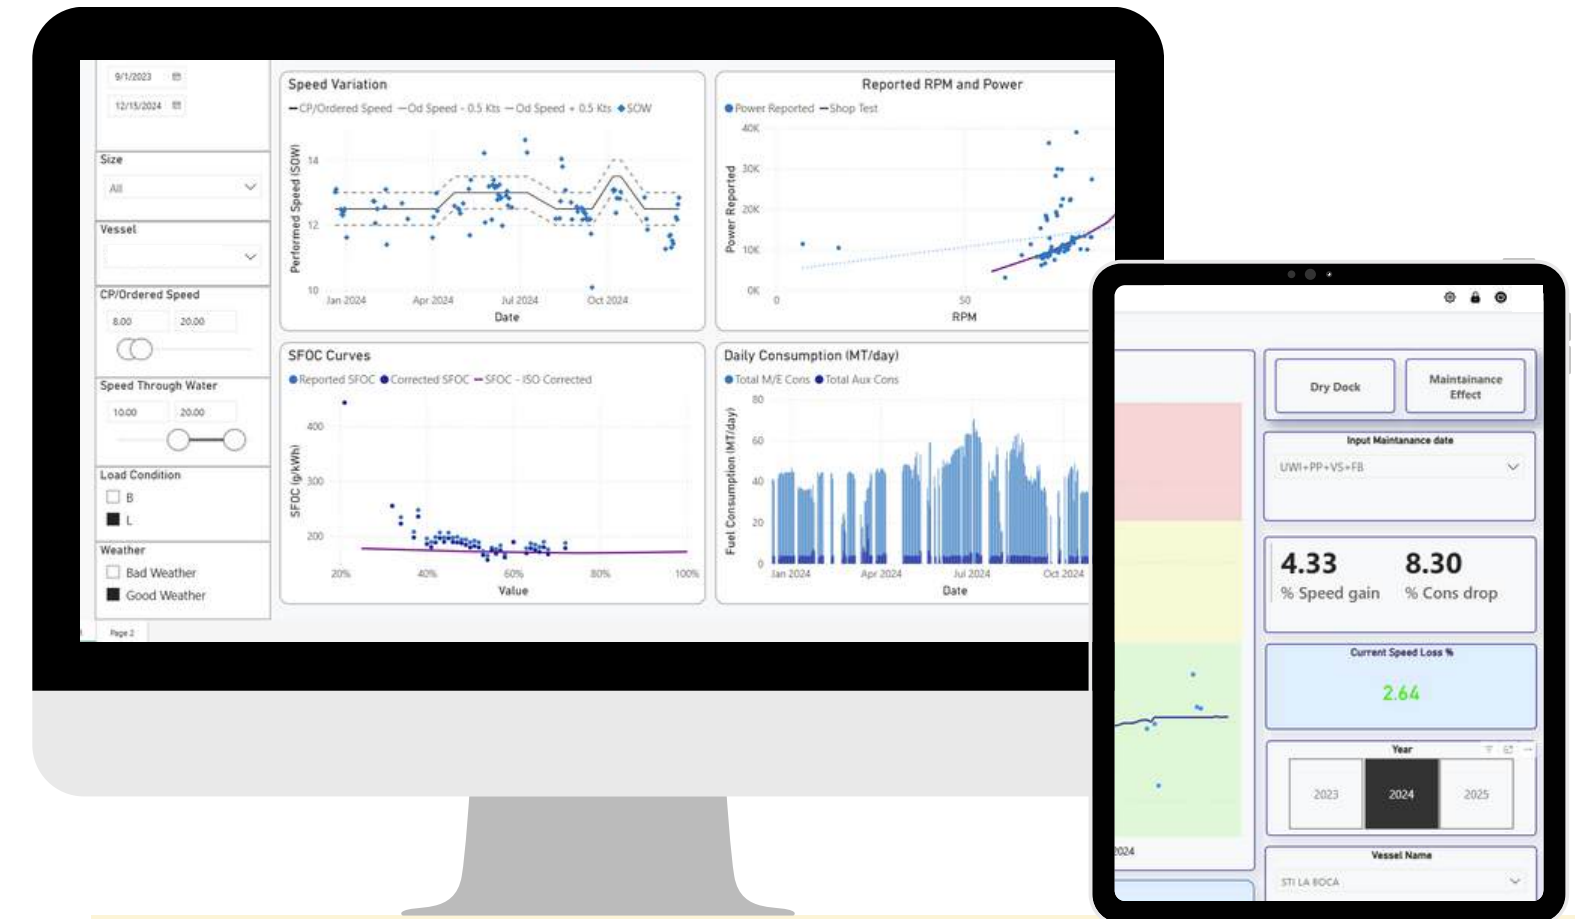 9/1/2023
12/15/2024
Size
All
Vessel
CP/Ordered Speed
8.00 20.00
Speed Through Water
10.00 20.00
Load Condition
B
L
Weather
Bad Weather
Good Weather
Page 2
Speed Variation
CP/Ordered Speed Od Speed - 0.5 Kts Od Speed + 0.5 Kts SOW
Performed Speed (SOW)
14
12
10
Jan 2024 Apr 2024 Jul 2024 Oct 2024
Date
Reported RPM and Power
Power Reported Shop Test
Power Reported
40K
30K
20K
10K
0K
0 50
RPM
SFOC Curves
Reported SFOC Corrected SFOC SFOC - ISO Corrected
SFOC (g/kWh)
400
300
200
20% 40% 60% 80% 100%
Value
Daily Consumption (MT/day)
Total M/E Cons Total Aux Cons
Fuel Consumption (MT/day)
80
60
40
20
0
Jan 2024 Apr 2024 Jul 2024 Oct 2024
Date
2024
Dry Dock
Maintainance
Effect
Input Maintanance date
UWI+PP+VS+FB
4.33 8.30
% Speed gain % Cons drop
Current Speed Loss %
2.64
Year
2023 2024 2025
Vessel Name
STI LA BOCA